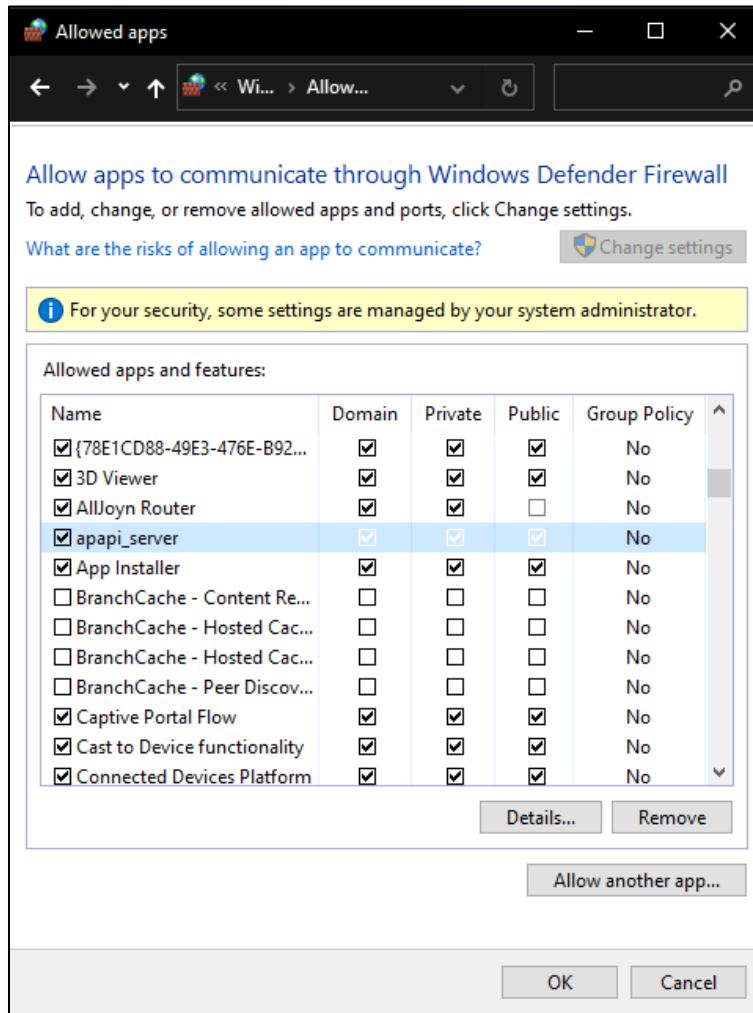 Allowed apps
« Wi... › Allow...
Allow apps to communicate through Windows Defender Firewall
To add, change, or remove allowed apps and ports, click Change settings.
What are the risks of allowing an app to communicate? Change settings
For your security, some settings are managed by your system administrator.
Allowed apps and features:
Name Domain Private Public Group Policy
{78E1CD88-49E3-476E-B92... No
3D Viewer No
AllJoyn Router No
apapi_server No
App Installer No
BranchCache - Content Re... No
BranchCache - Hosted Cac... No
BranchCache - Hosted Cac... No
BranchCache - Peer Discov... No
Captive Portal Flow No
Cast to Device functionality No
Connected Devices Platform No
Details... Remove
Allow another app...
OK Cancel